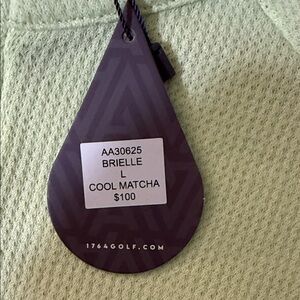 AA30625
BRIELLE
L
COOL MATCHA
$100
1764GOLF.COM